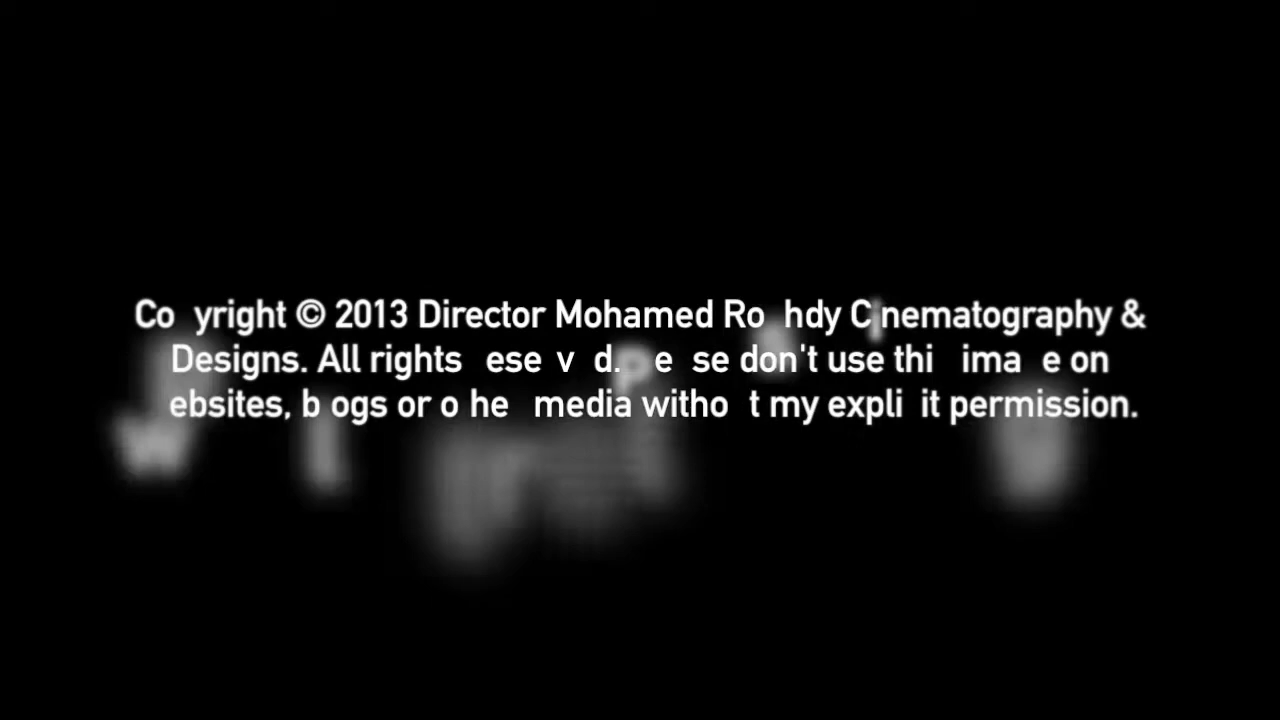 Co yright © 2013 Director Mohamed Ro hdy Cinematography &
Designs. All rights ese v d. P e se don't use thi ima e on
ebsites, b ogs or o he media witho t my expli it permission.